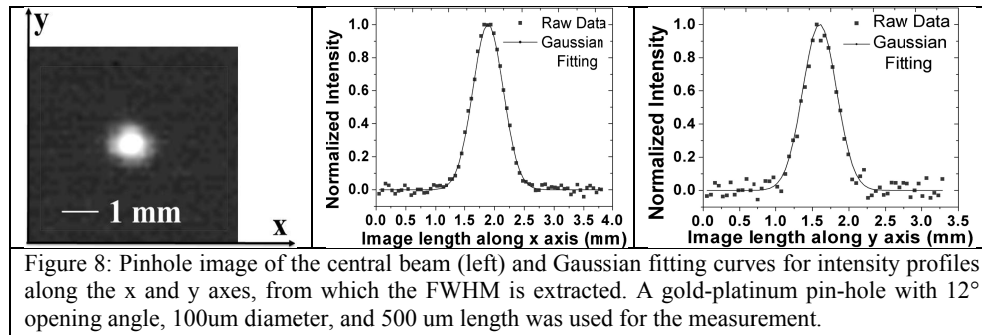 y
1 mm
x
Normalized Intensity
1.0
0.8
0.6
0.4
0.2
0.0
Raw Data
Gaussian
Fitting
0.0 0.5 1.0 1.5 2.0 2.5 3.0 3.5 4.0
Image length along x axis (mm)
Normalized Intensity
1.0
0.8
0.6
0.4
0.2
0.0
Raw Data
Gaussian
Fitting
0.0 0.5 1.0 1.5 2.0 2.5 3.0 3.5
Image length along y axis (mm)
Figure 8: Pinhole image of the central beam (left) and Gaussian fitting curves for intensity profiles
along the x and y axes, from which the FWHM is extracted. A gold-platinum pin-hole with 12°
opening angle, 100um diameter, and 500 um length was used for the measurement.